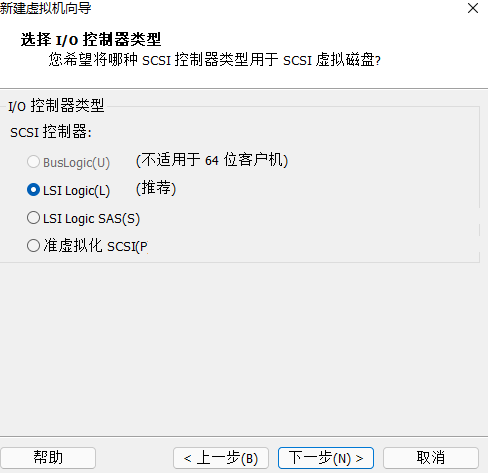 新建虚拟机向导
选择 I/O 控制器类型
您希望将哪种 SCSI 控制器类型用于 SCSI 虚拟磁盘?
I/O 控制器类型
SCSI 控制器:
BusLogic(U) (不适用于 64 位客户机)
LSI Logic(L) (推荐)
LSI Logic SAS(S)
准虚拟化 SCSI(P
帮助 < 上一步(B) 下一步(N) > 取消